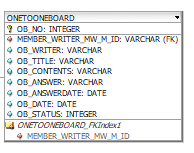 ONETOONEBOARD
OB_NO: INTEGER
MEMBER_WRITER_MW_M_ID: VARCHAR (FK)
OB_WRITER: VARCHAR
OB_TITLE: VARCHAR
OB_CONTENTS: VARCHAR
OB_ANSWER: VARCHAR
OB_ANSWERDATE: DATE
OB_DATE: DATE
OB_STATUS: INTEGER
ONETOONEBOARD_FKIndex1
MEMBER_WRITER_MW_M_ID